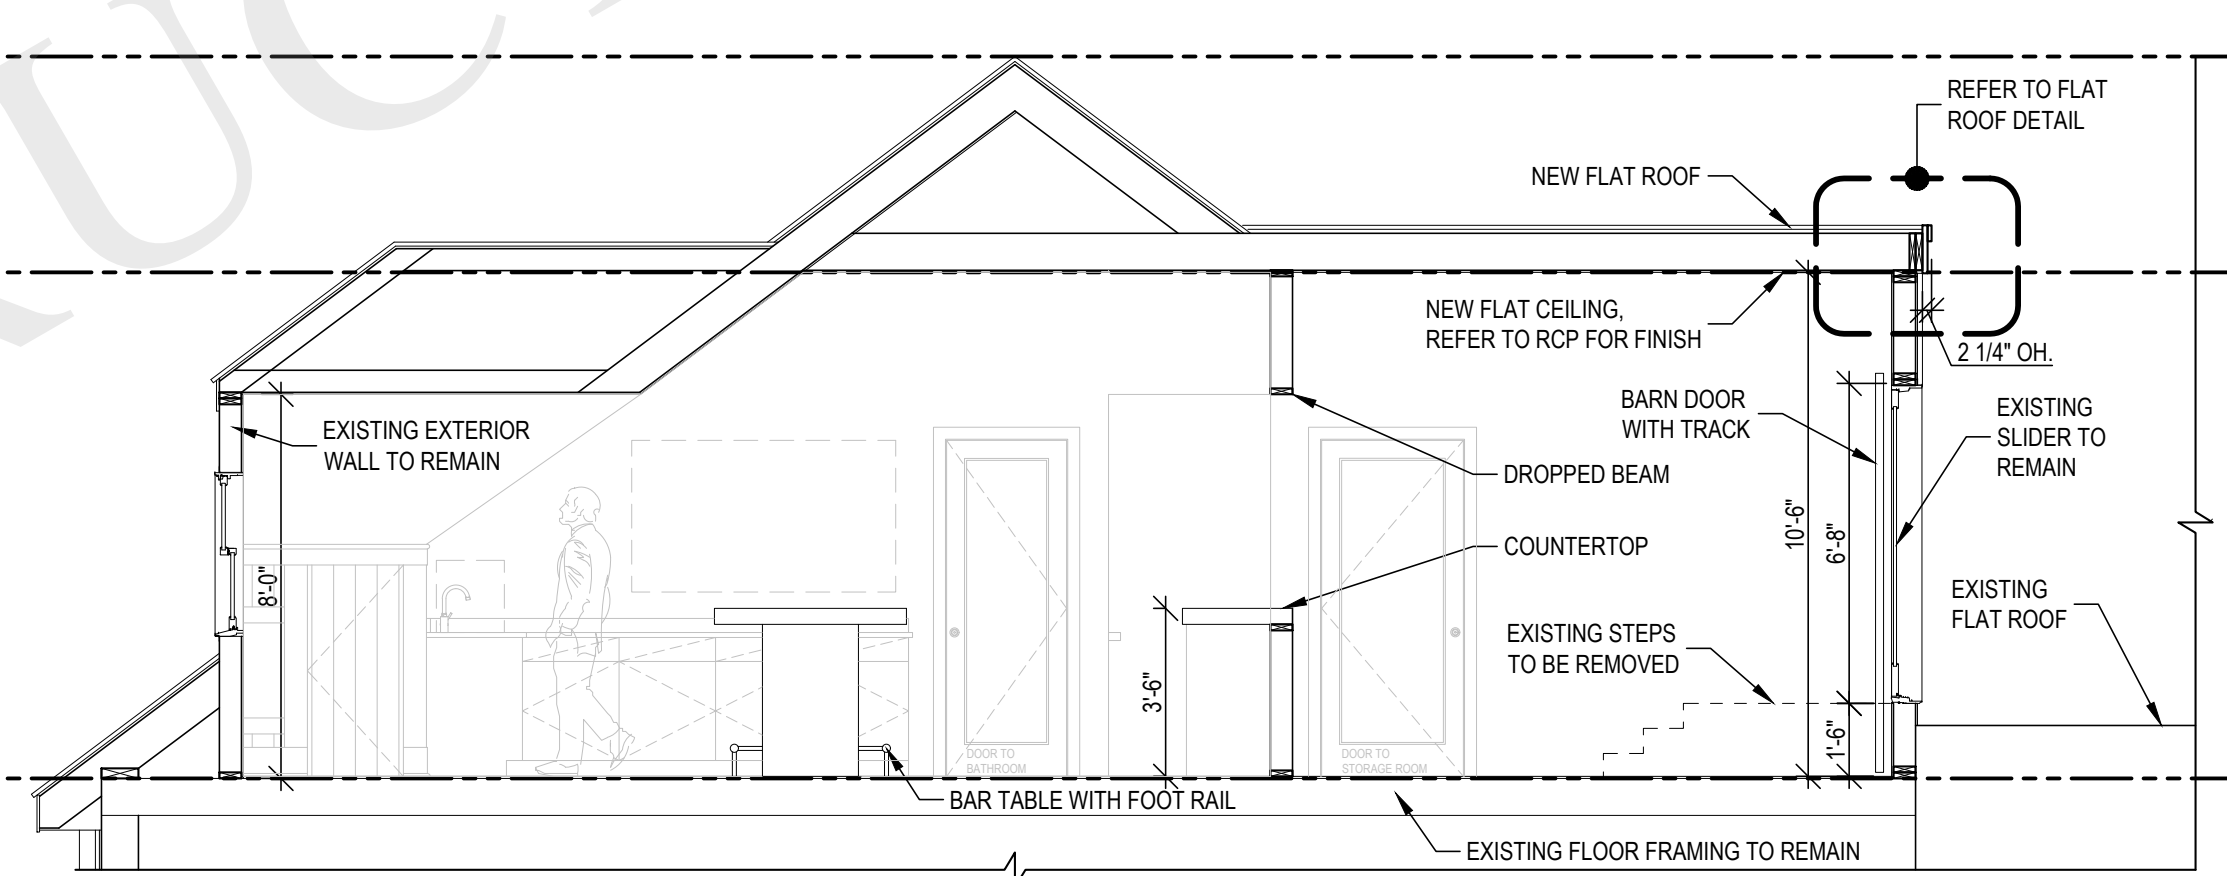 UC
REFER TO FLAT
ROOF DETAIL
NEW FLAT ROOF
NEW FLAT CEILING,
REFER TO RCP FOR FINISH
2 1/4" OH.
BARN DOOR
WITH TRACK
EXISTING
SLIDER TO
REMAIN
EXISTING EXTERIOR
WALL TO REMAIN
DROPPED BEAM
10'-6"
6'-8"
COUNTERTOP
8'-0"
EXISTING
FLAT ROOF
EXISTING STEPS
TO BE REMOVED
3'-6"
1'-6"
DOOR TO
BATHROOM
DOOR TO
STORAGE ROOM
BAR TABLE WITH FOOT RAIL
EXISTING FLOOR FRAMING TO REMAIN